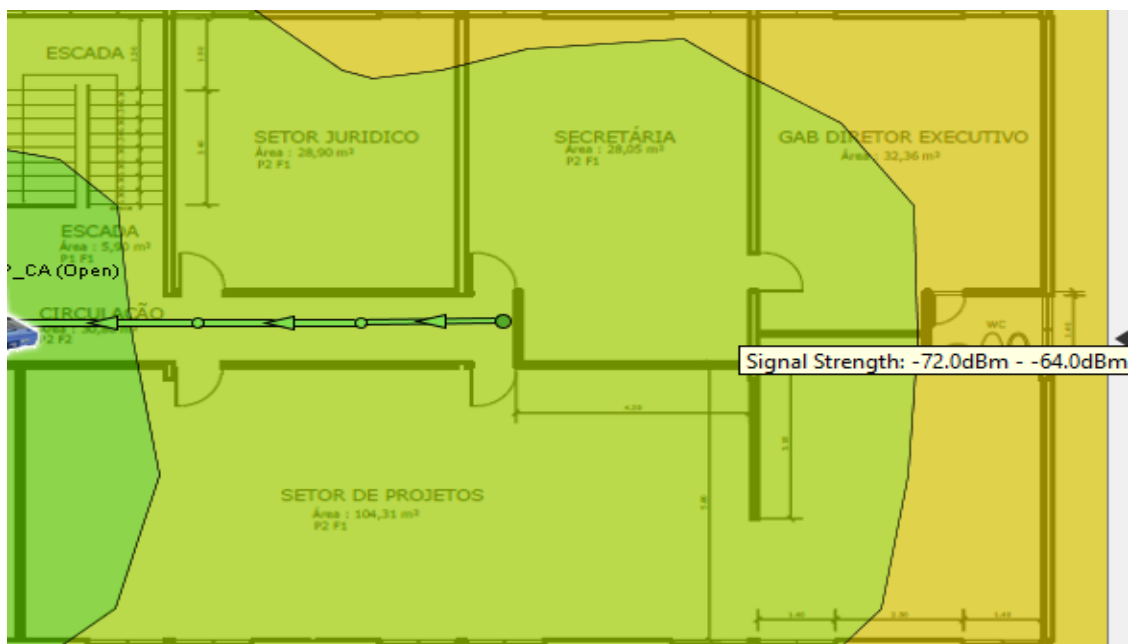 ESCADA
SETOR JURIDICO
Área : 28,90 m²
P2 F1
SECRETÁRIA
Área : 28,05 m²
P2 F1
GAB DIRETOR EXECUTIVO
Área : 32,36 m²
ESCADA
Área : 5,90 m²
P1 F1
P_CA (Open)
CIRCULAÇÃO
P2 F2
WC
Signal Strength: -72.0dBm - -64.0dBm
SETOR DE PROJETOS
Área : 104,31 m²
P2 F1